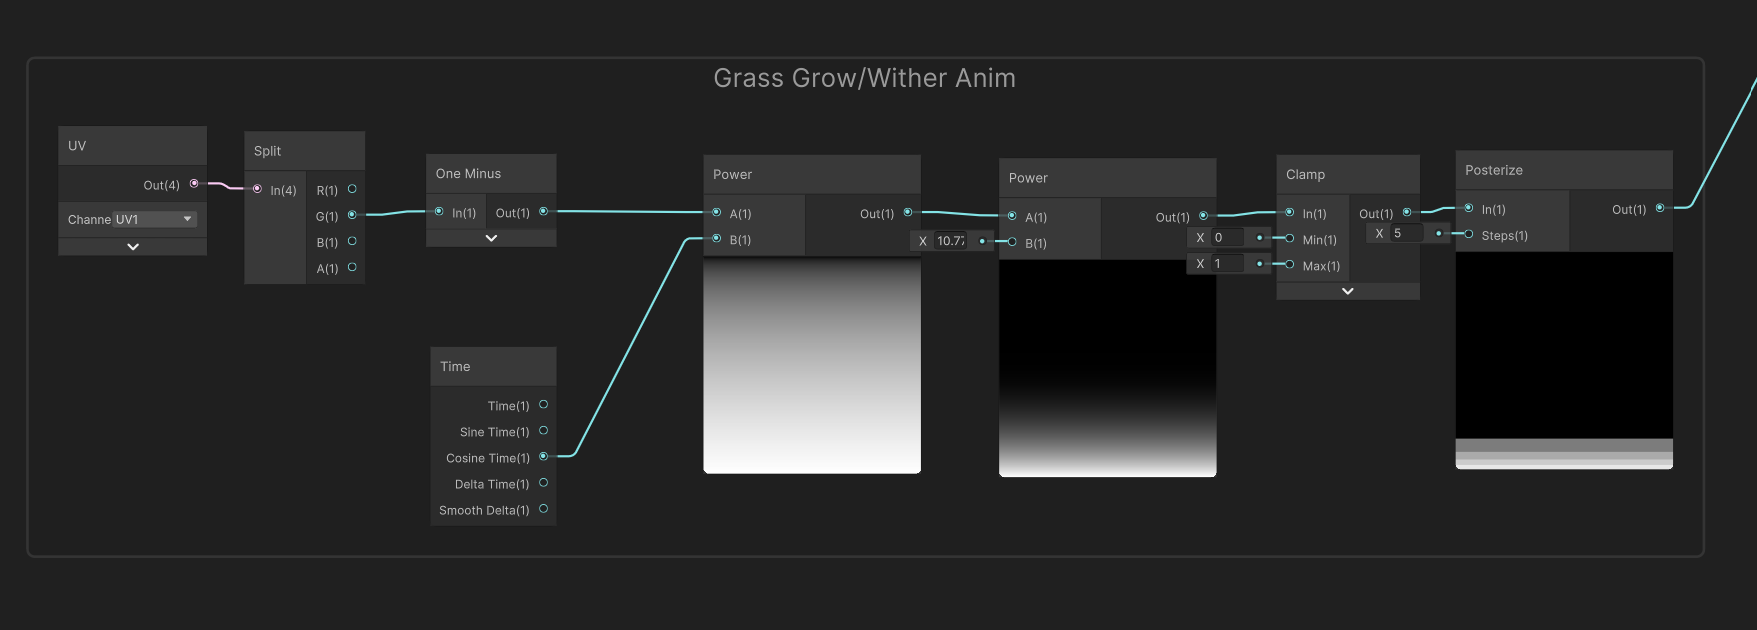 Grass Grow/Wither Anim
UV
Out(4)
Channe UV1
Split
In(4)
R(1)
G(1)
B(1)
A(1)
One Minus
In(1) Out(1)
Time
Time(1)
Sine Time(1)
Cosine Time(1)
Delta Time(1)
Smooth Delta(1)
Power
A(1) Out(1)
B(1)
Power
A(1) Out(1)
X 10.77 B(1)
Clamp
In(1) Out(1)
X 0 Min(1)
X 1 Max(1)
Posterize
In(1) Out(1)
X 5 Steps(1)